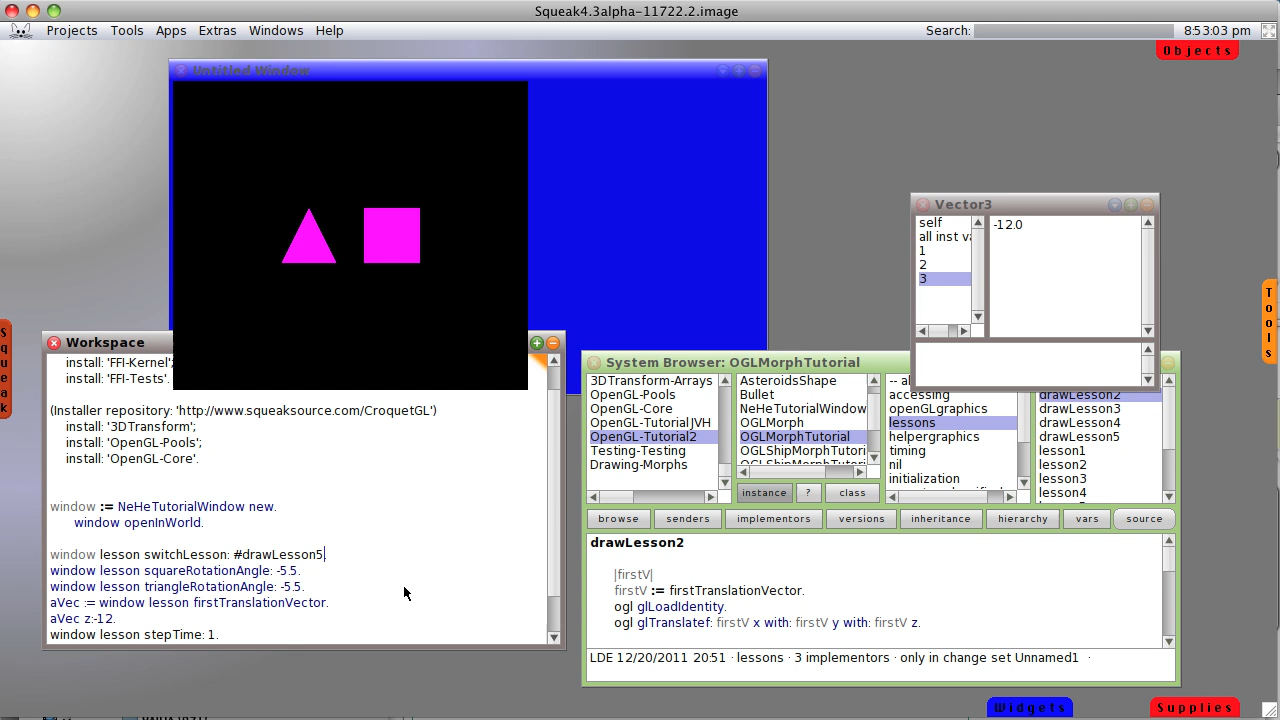 Squeak4.3alpha-11722.2.image
Projects Tools Apps Extras Windows Help Search: 8:53:03 pm
Objects
Untitled Window
Vector3
self
all inst va
1
2
3
-12.0
Tools
Squeak
Workspace
install: 'FFI-Kernel';
install: 'FFI-Tests'.
(Installer repository: 'http://www.squeaksource.com/CroquetGL')
install: '3DTransform';
install: 'OpenGL-Pools';
install: 'OpenGL-Core'.
window := NeHeTutorialWindow new.
window openInWorld.
window lesson switchLesson: #drawLesson5.
window lesson squareRotationAngle: -5.5.
window lesson triangleRotationAngle: -5.5.
aVec := window lesson firstTranslationVector.
aVec z:-12.
window lesson stepTime: 1.
System Browser: OGLMorphTutorial
3DTransform-Arrays
OpenGL-Pools
OpenGL-Core
OpenGL-TutorialJVH
OpenGL-Tutorial2
Testing-Testing
Drawing-Morphs
AsteroidsShape
Bullet
NeHeTutorialWindow
OGLMorph
OGLMorphTutorial
OGLShipMorphTutori
-- al
accessing
openGLgraphics
lessons
helpergraphics
timing
nil
initialization
drawLesson2
drawLesson3
drawLesson4
drawLesson5
lesson1
lesson2
lesson3
lesson4
instance ? class
browse senders implementors versions inheritance hierarchy vars source
drawLesson2
|firstV|
firstV := firstTranslationVector.
ogl glLoadIdentity.
ogl glTranslatef: firstV x with: firstV y with: firstV z.
LDE 12/20/2011 20:51 · lessons · 3 implementors · only in change set Unnamed1 ·
Widgets
Supplies